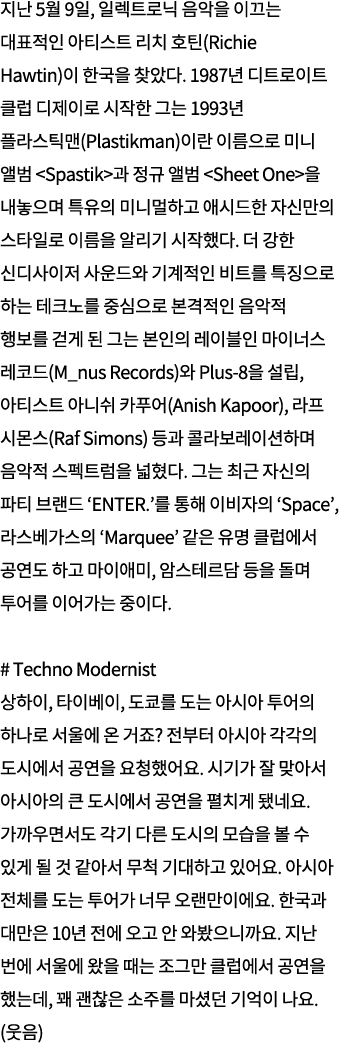 지난 5월 9일, 일렉트로닉 음악을 이끄는
대표적인 아티스트 리치 호틴(Richie
Hawtin)이 한국을 찾았다. 1987년 디트로이트
클럽 디제이로 시작한 그는 1993년
플라스틱맨(Plastikman)이란 이름으로 미니
앨범 <Spastik>과 정규 앨범 <Sheet One>을
내놓으며 특유의 미니멀하고 애시드한 자신만의
스타일로 이름을 알리기 시작했다. 더 강한
신디사이저 사운드와 기계적인 비트를 특징으로
하는 테크노를 중심으로 본격적인 음악적
행보를 걷게 된 그는 본인의 레이블인 마이너스
레코드(M_nus Records)와 Plus-8을 설립,
아티스트 아니쉬 카푸어(Anish Kapoor), 라프
시몬스(Raf Simons) 등과 콜라보레이션하며
음악적 스펙트럼을 넓혔다. 그는 최근 자신의
파티 브랜드 ‘ENTER.’를 통해 이비자의 ‘Space’,
라스베가스의 ‘Marquee’ 같은 유명 클럽에서
공연도 하고 마이애미, 암스테르담 등을 돌며
투어를 이어가는 중이다.

# Techno Modernist
상하이, 타이베이, 도쿄를 도는 아시아 투어의
하나로 서울에 온 거죠? 전부터 아시아 각각의
도시에서 공연을 요청했어요. 시기가 잘 맞아서
아시아의 큰 도시에서 공연을 펼치게 됐네요.
가까우면서도 각기 다른 도시의 모습을 볼 수
있게 될 것 같아서 무척 기대하고 있어요. 아시아
전체를 도는 투어가 너무 오랜만이에요. 한국과
대만은 10년 전에 오고 안 와봤으니까요. 지난
번에 서울에 왔을 때는 조그만 클럽에서 공연을
했는데, 꽤 괜찮은 소주를 마셨던 기억이 나요.
(웃음)